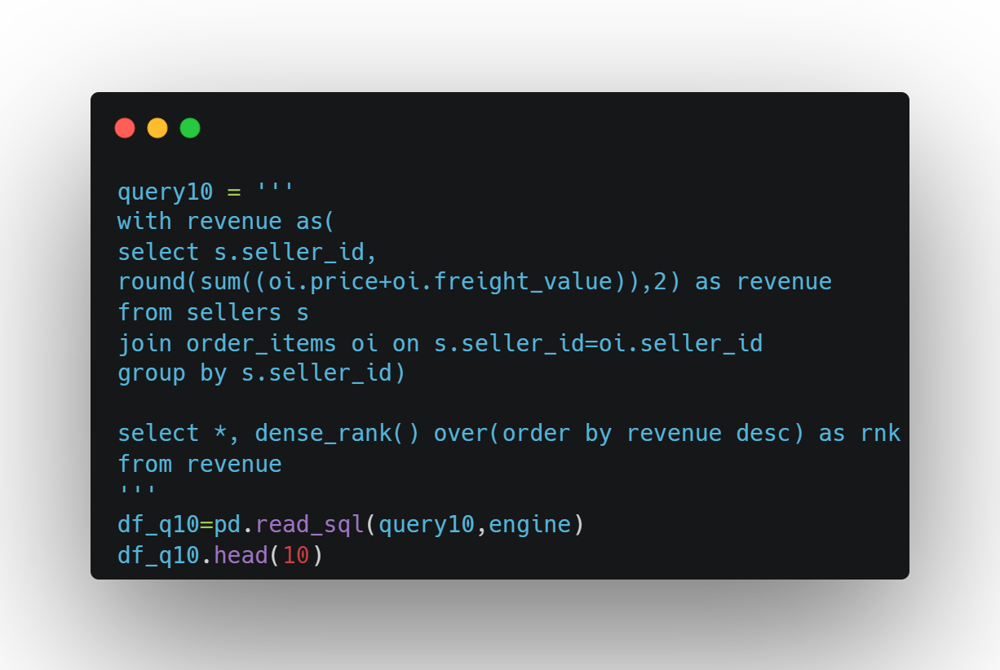 query10 = '''
with revenue as(
select s.seller_id,
round(sum((oi.price+oi.freight_value)),2) as revenue
from sellers s
join order_items oi on s.seller_id=oi.seller_id
group by s.seller_id)

select *, dense_rank() over(order by revenue desc) as rnk
from revenue
'''
df_q10=pd.read_sql(query10,engine)
df_q10.head(10)